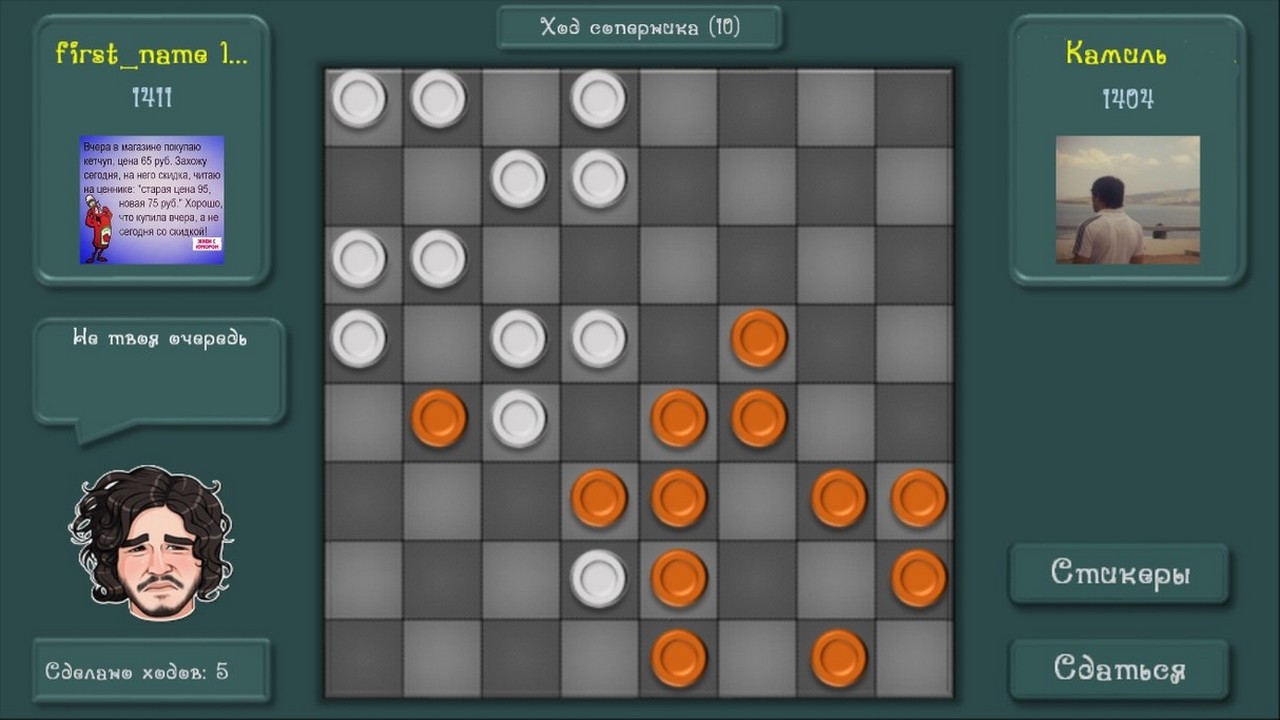 Ход соперника (10)
first_name l...
1411
Вчера в магазине покупаю
кетчуп, цена 65 руб. Захожу
сегодня, на него скидка, читаю
на ценнике: "старая цена 95,
новая 75 руб." Хорошо,
что купила вчера, а не
сегодня со скидкой!
Не твоя очередь
Сделано ходов: 5
Камиль
1404
Стикеры
Сдаться